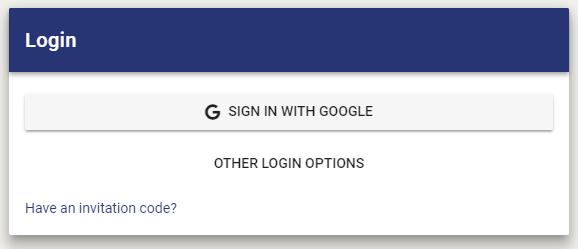 Login
SIGN IN WITH GOOGLE
OTHER LOGIN OPTIONS
Have an invitation code?